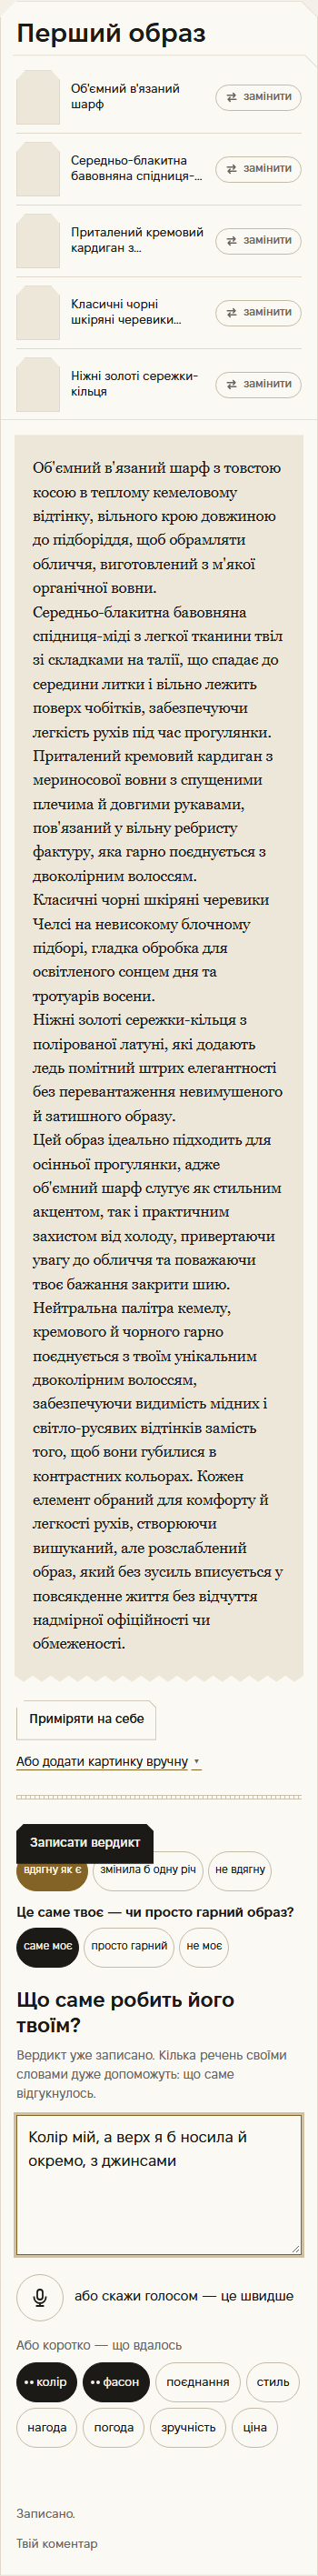 Перший образ
Об'ємний в'язаний
шарф
замінити
Середньо-блакитна
бавовняна спідниця-...
замінити
Приталений кремовий
кардиган з...
замінити
Класичні чорні
шкіряні черевики...
замінити
Ніжні золоті сережки-
кільця
замінити
Об'ємний в'язаний шарф з товстою
косою в теплому кемеловому
відтінку, вільного крою довжиною
до підборіддя, щоб обрамляти
обличчя, виготовлений з м'якої
органічної вовни.
Середньо-блакитна бавовняна
спідниця-міді з легкої тканини твіл
зі складками на талії, що спадає до
середини литки і вільно лежить
поверх чобітків, забезпечуючи
легкість рухів під час прогулянки.
Приталений кремовий кардиган з
мериносової вовни з спущеними
плечима й довгими рукавами,
пов'язаний у вільну ребристу
фактуру, яка гарно поєднується з
двоколірним волоссям.
Класичні чорні шкіряні черевики
Челсі на невисокому блочному
підборі, гладка обробка для
освітленого сонцем дня та
тротуарів восени.
Ніжні золоті сережки-кільця з
полірованої латуні, які додають
ледь помітний штрих елегантності
без перевантаження невимушеного
й затишного образу.
Цей образ ідеально підходить для
осінньої прогулянки, адже
об'ємний шарф слугує як стильним
акцентом, так і практичним
захистом від холоду, привертаючи
увагу до обличчя та поважаючи
твоє бажання закрити шию.
Нейтральна палітра кемелу,
кремового й чорного гарно
поєднується з твоїм унікальним
двоколірним волоссям,
забезпечуючи видимість мідних і
світло-русявих відтінків замість
того, щоб вони губилися в
контрастних кольорах. Кожен
елемент обраний для комфорту й
легкості рухів, створюючи
вишуканий, але розслаблений
образ, який без зусиль вписується у
повсякденне життя без відчуття
надмірної офіційності чи
обмеженості.
Приміряти на себе
Або додати картинку вручну
Записати вердикт
вдягну як є
змінила б одну річ
не вдягну
Це саме твоє — чи просто гарний образ?
саме моє
просто гарний
не моє
Що саме робить його
твоїм?
Вердикт уже записано. Кілька речень своїми
словами дуже допоможуть: що саме
відгукнулось.
Колір мій, а верх я б носила й
окремо, з джинсами
або скажи голосом — це швидше
Або коротко — що вдалось
колір
фасон
поєднання
стиль
нагода
погода
зручність
ціна
Записано.
Твій коментар